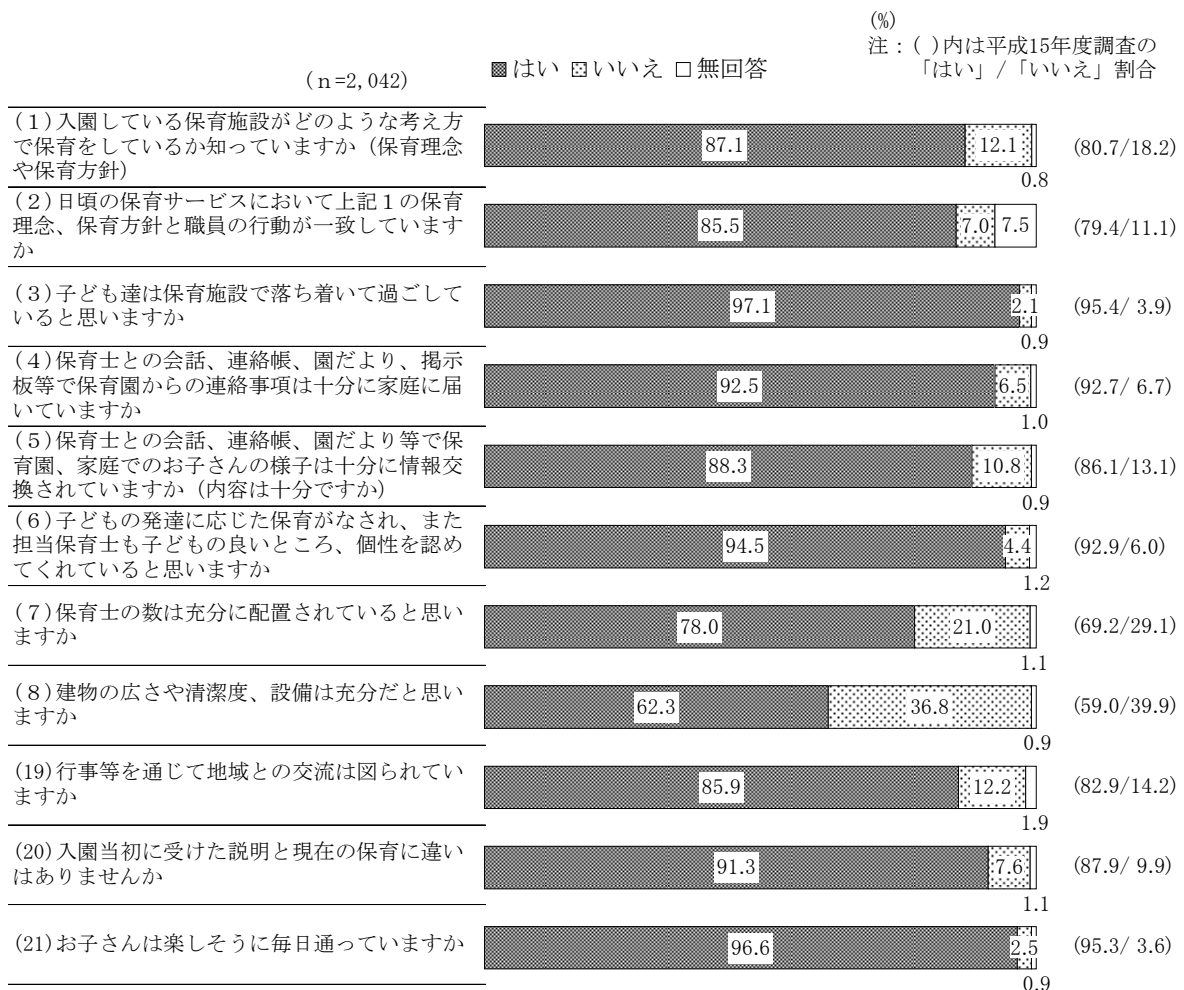 (%)
注：( )内は平成15年度調査の
「はい」/「いいえ」割合
はい いいえ 無回答
(ｎ=2,042)
(１)入園している保育施設がどのような考え方
で保育をしているか知っていますか（保育理念
や保育方針）
87.1 12.1 (80.7/18.2)
0.8
(２)日頃の保育サービスにおいて上記１の保育
理念、保育方針と職員の行動が一致しています
か
85.5 7.0 7.5 (79.4/11.1)
(３)子ども達は保育施設で落ち着いて過ごして
いると思いますか
97.1 2.1 (95.4/ 3.9)
0.9
(４)保育士との会話、連絡帳、園だより、掲示
板等で保育園からの連絡事項は十分に家庭に届
いていますか
92.5 6.5 (92.7/ 6.7)
1.0
(５)保育士との会話、連絡帳、園だより等で保
育園、家庭でのお子さんの様子は十分に情報交
換されていますか（内容は十分ですか）
88.3 10.8 (86.1/13.1)
0.9
(６)子どもの発達に応じた保育がなされ、また
担当保育士も子どもの良いところ、個性を認め
てくれていると思いますか
94.5 4.4 (92.9/6.0)
1.2
(７)保育士の数は充分に配置されていると思い
ますか
78.0 21.0 (69.2/29.1)
1.1
(８)建物の広さや清潔度、設備は充分だと思い
ますか
62.3 36.8 (59.0/39.9)
0.9
(19)行事等を通じて地域との交流は図られてい
ますか
85.9 12.2 (82.9/14.2)
1.9
(20)入園当初に受けた説明と現在の保育に違い
はありませんか
91.3 7.6 (87.9/ 9.9)
1.1
(21)お子さんは楽しそうに毎日通っていますか
96.6 2.5 (95.3/ 3.6)
0.9